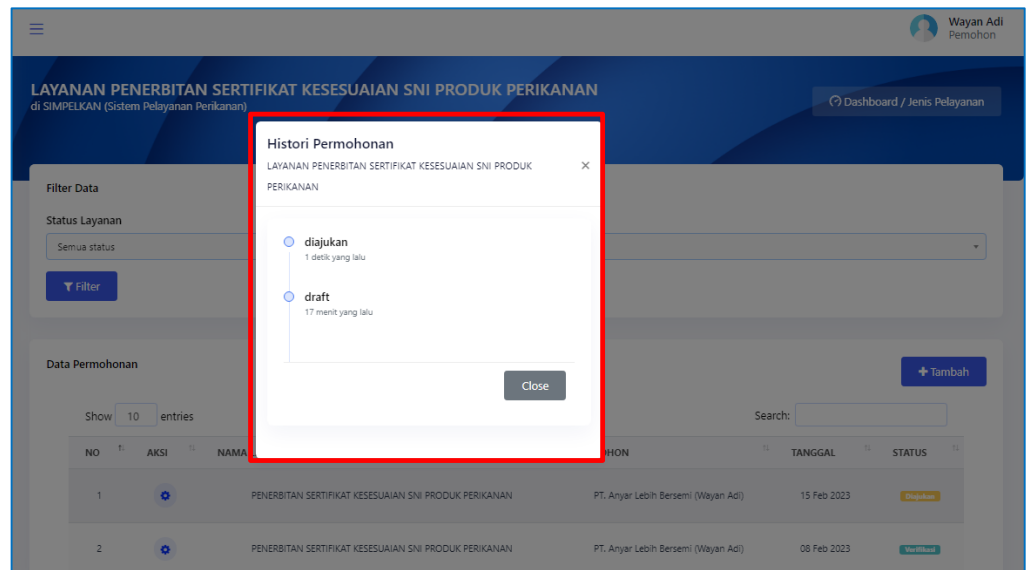 Wayan Adi
Pemohon
LAYANAN PENERBITAN SERTIFIKAT KESESUAIAN SNI PRODUK PERIKANAN
di SIMPELKAN (Sistem Pelayanan Perikanan)
Dashboard / Jenis Pelayanan
Histori Permohonan
LAYANAN PENERBITAN SERTIFIKAT KESESUAIAN SNI PRODUK
PERIKANAN
×
Filter Data
Status Layanan
Semua status
Filter
diajukan
1 detik yang lalu
draft
17 menit yang lalu
Close
Data Permohonan
+ Tambah
Show 10 entries
Search:
NO AKSI NAMA TANGGAL STATUS
1 PENERBITAN SERTIFIKAT KESESUAIAN SNI PRODUK PERIKANAN PT. Anyar Lebih Bersemi (Wayan Adi) 15 Feb 2023 Diajukan
2 PENERBITAN SERTIFIKAT KESESUAIAN SNI PRODUK PERIKANAN PT. Anyar Lebih Bersemi (Wayan Adi) 08 Feb 2023 Verifikasi